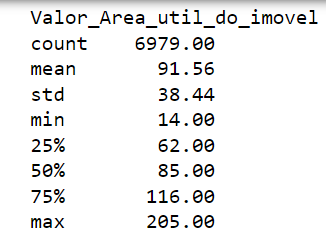 Valor_Area_util_do_imovel
count 6979.00
mean 91.56
std 38.44
min 14.00
25% 62.00
50% 85.00
75% 116.00
max 205.00